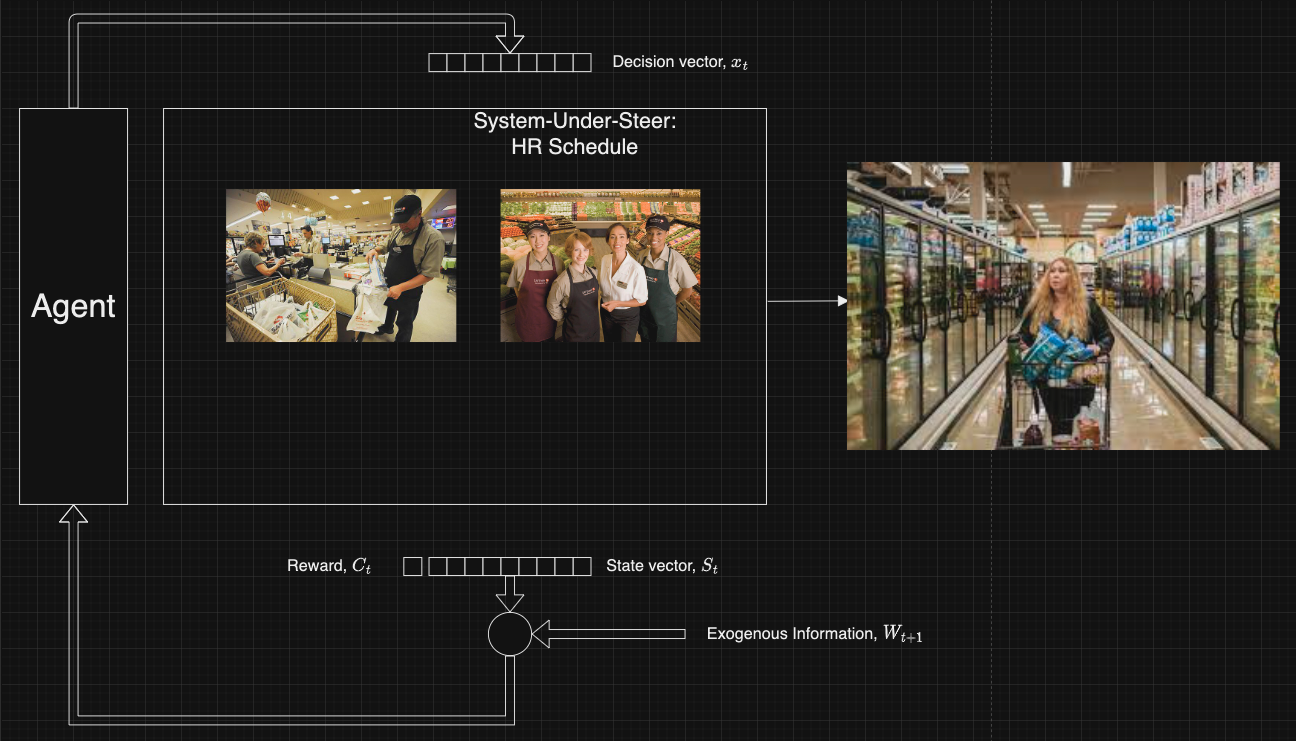 Decision vector, $x_t$
System-Under-Steer:
HR Schedule
Agent
Reward, $C_t$
State vector, $S_t$
Exogenous Information, $W_{t+1}$